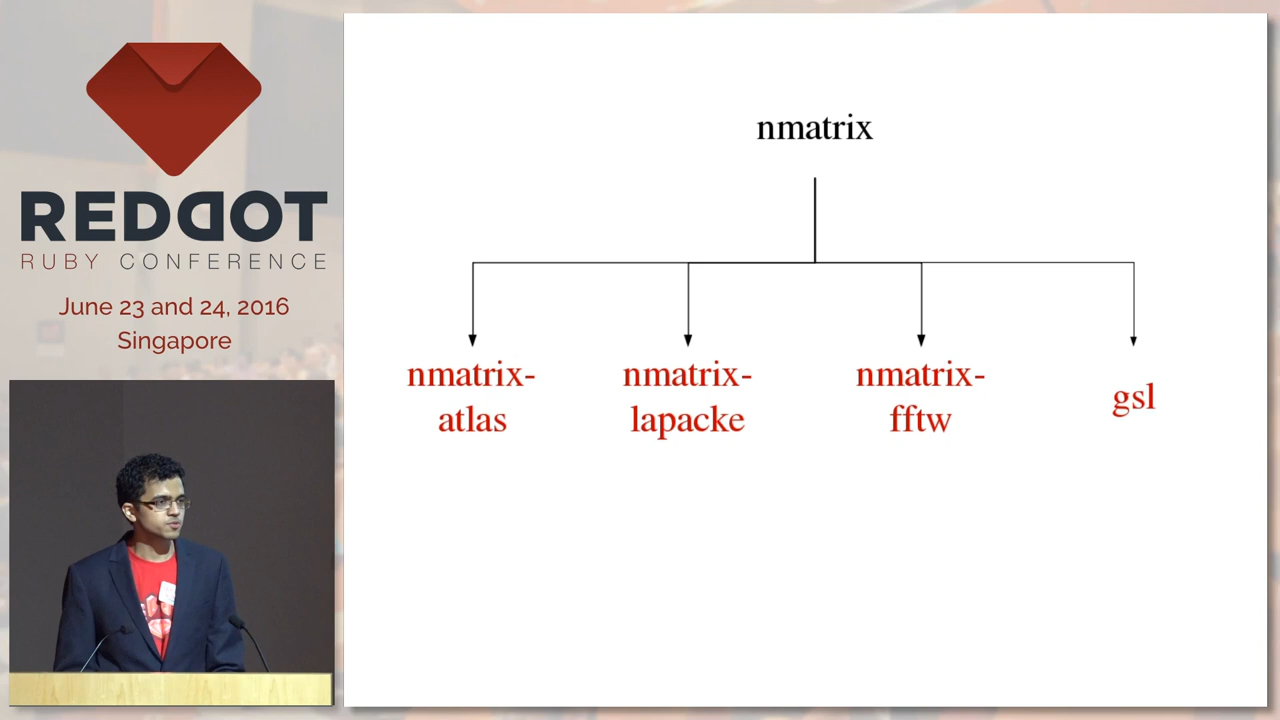 REDDOT
RUBY CONFERENCE
June 23 and 24, 2016
Singapore
nmatrix
nmatrix-
atlas
nmatrix-
lapacke
nmatrix-
fftw
gsl